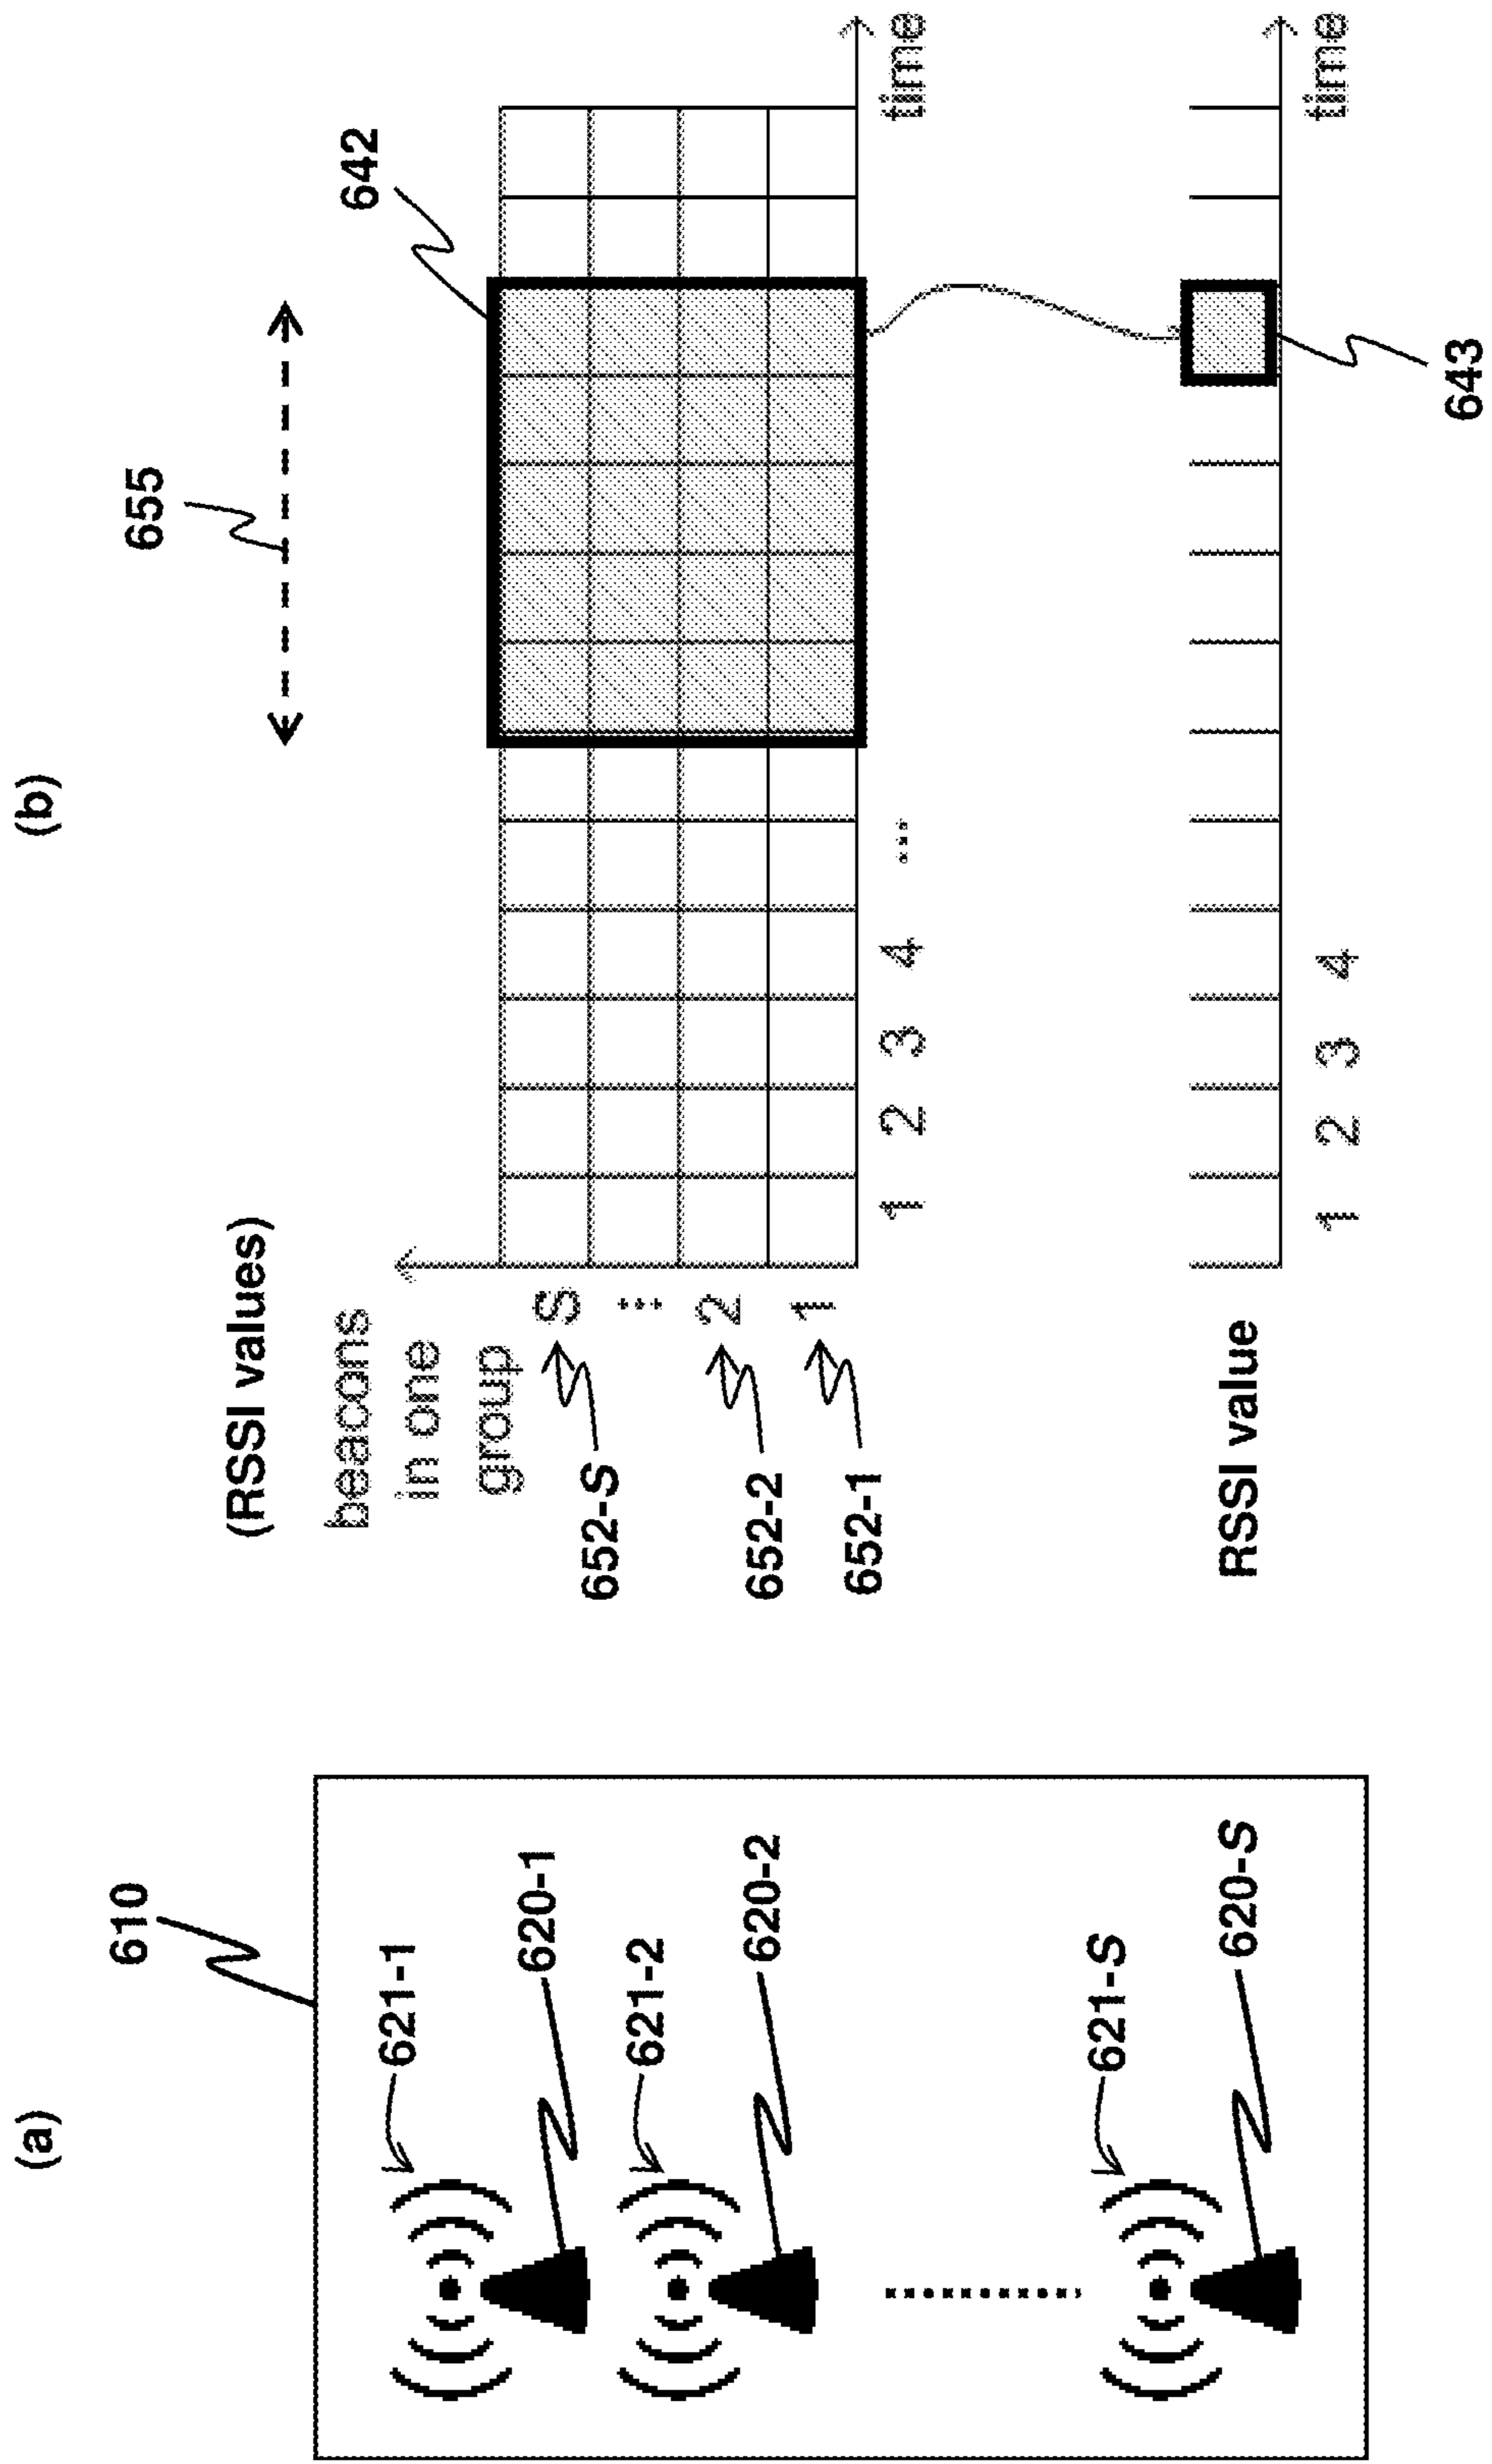 (a)
610
621-1
620-1
621-2
620-2
621-S
620-S
(b)
655
642
(RSSI values)
beacons
in one
group
S
...
2
1
652-S
652-2
652-1
1 2 3 4 ...
time
RSSI value
1 2 3 4
time
643